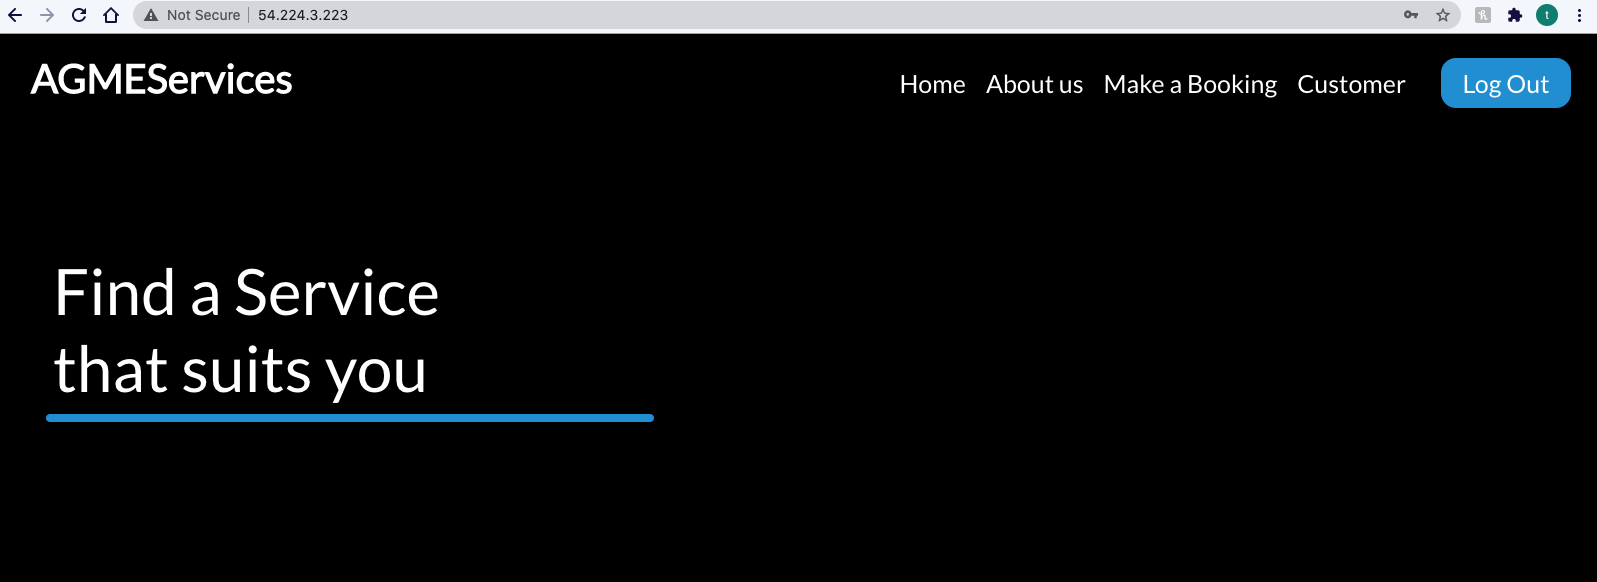 Not Secure 54.224.3.223
t
AGMEServices
Home About us Make a Booking Customer Log Out
Find a Service
that suits you